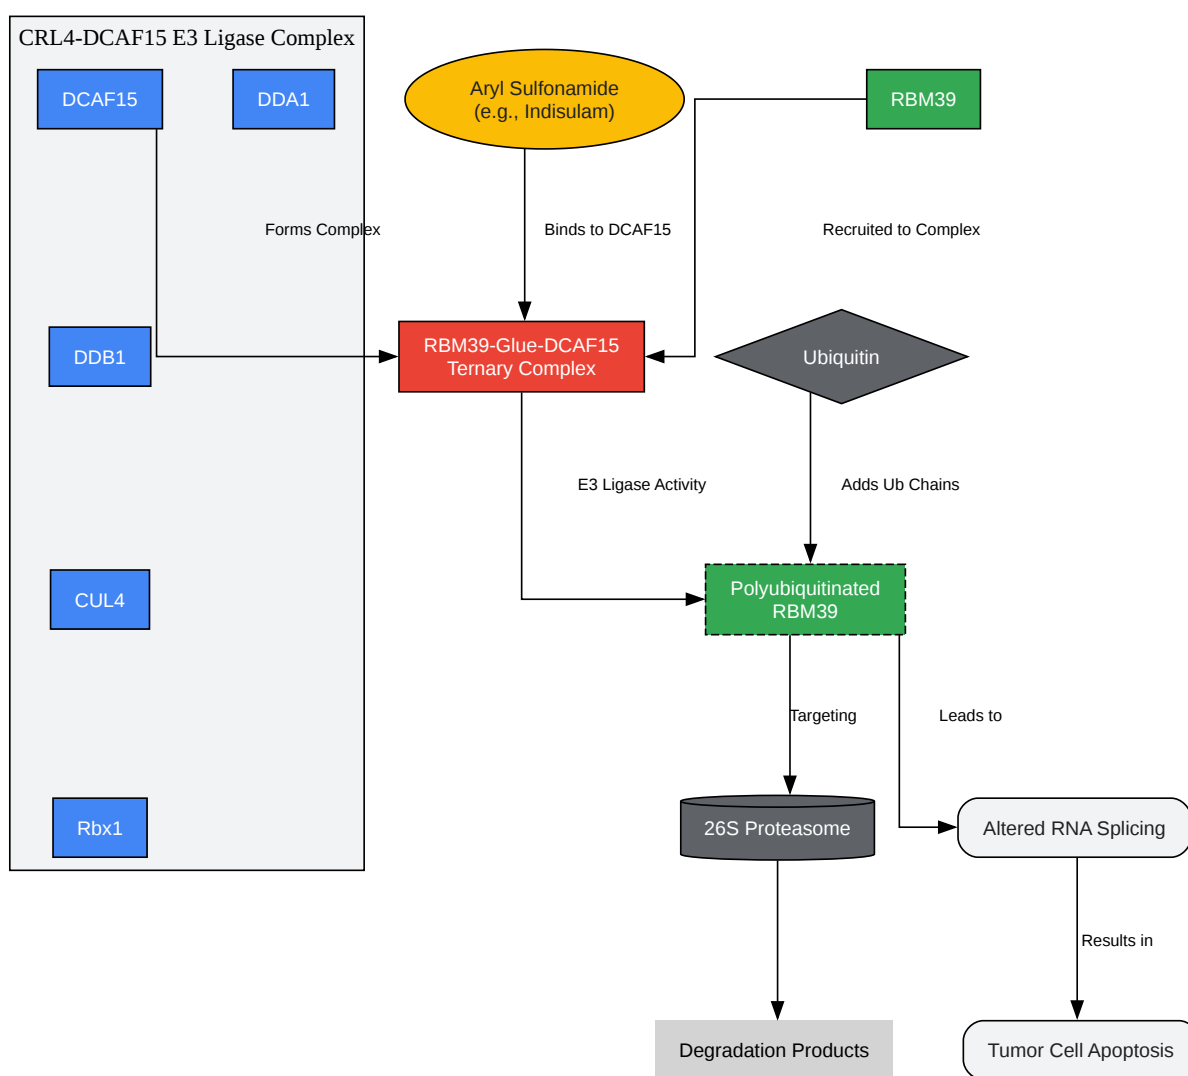 CRL4-DCAF15 E3 Ligase Complex
DCAF15
DDA1
Aryl Sulfonamide
(e.g., Indisulam)
RBM39
Forms Complex
Binds to DCAF15
Recruited to Complex
DDB1
RBM39-Glue-DCAF15
Ternary Complex
Ubiquitin
E3 Ligase Activity
Adds Ub Chains
CUL4
Polyubiquitinated
RBM39
Targeting
Leads to
Rbx1
26S Proteasome
Altered RNA Splicing
Results in
Degradation Products
Tumor Cell Apoptosis